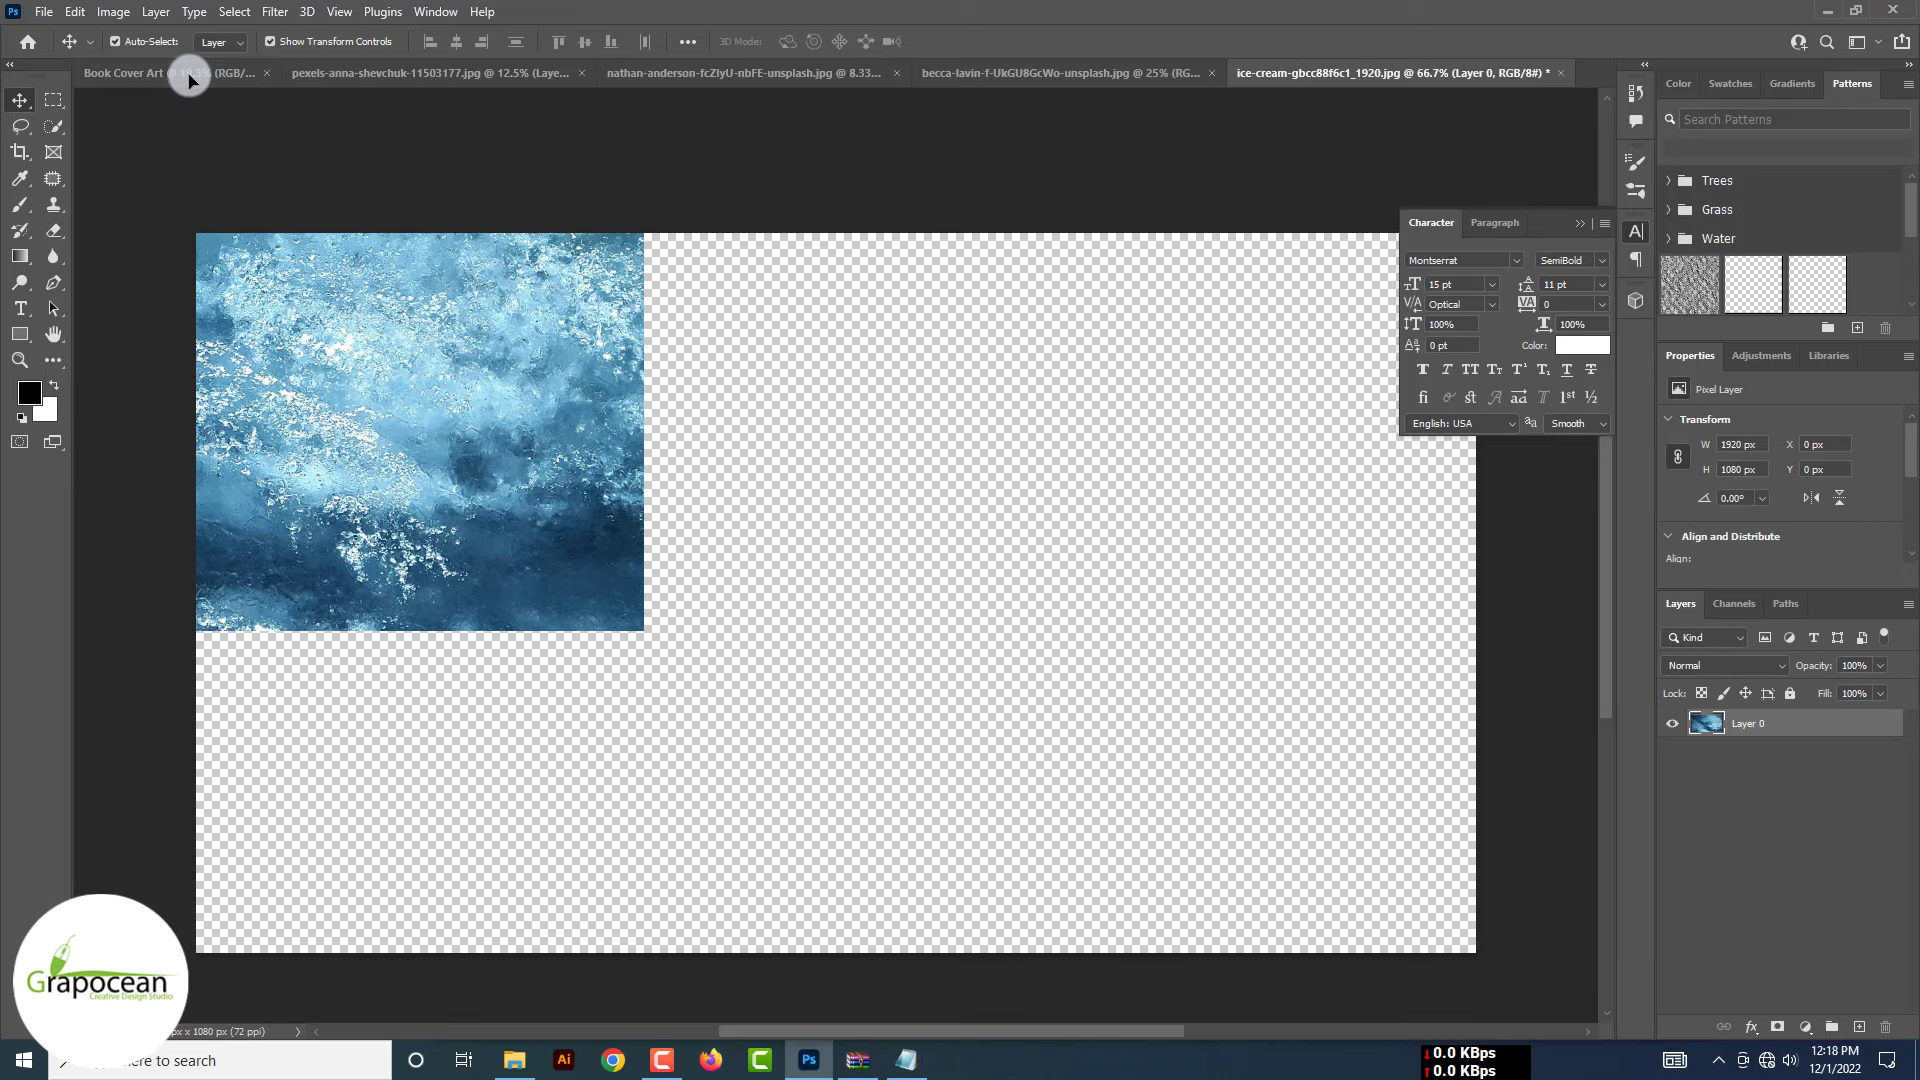 Ps File Edit Image Layer Type Select Filter 3D View Plugins Window Help
Auto-Select: Layer Show Transform Controls 3D Mode:
Book Cover Art @ (RGB/... pexels-anna-shevchuk-11503177.jpg @ 12.5% (Laye... nathan-anderson-fcZlyU-nbFE-unsplash.jpg @ 8.33... becca-lavin-f-UkGU8GcWo-unsplash.jpg @ 25% (RG... ice-cream-gbcc88f6c1_1920.jpg @ 66.7% (Layer 0, RGB/8#) *
Color Swatches Gradients Patterns
Search Patterns
Trees
Grass
Water
Character Paragraph
Montserrat SemiBold
15 pt 11 pt
Optical 0
100% 100%
0 pt Color:
English: USA Smooth
Properties Adjustments Libraries
Pixel Layer
Transform
W 1920 px X 0 px
H 1080 px Y 0 px
0.00°
Align and Distribute
Align:
Layers Channels Paths
Kind
Normal Opacity: 100%
Lock: Fill: 100%
Layer 0
Grapocean
Creative Design Studio
px x 1080 px (72 ppi)
here to search
Ai Ps
0.0 KBps
0.0 KBps
12:18 PM
12/1/2022